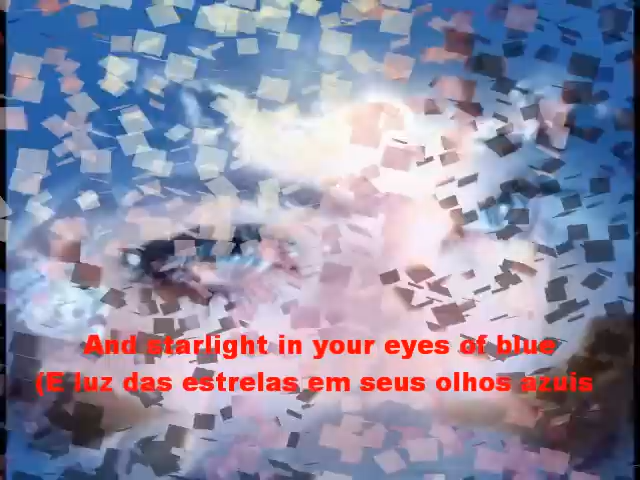 And starlight in your eyes of blue
(E luz das estrelas em seus olhos azuis